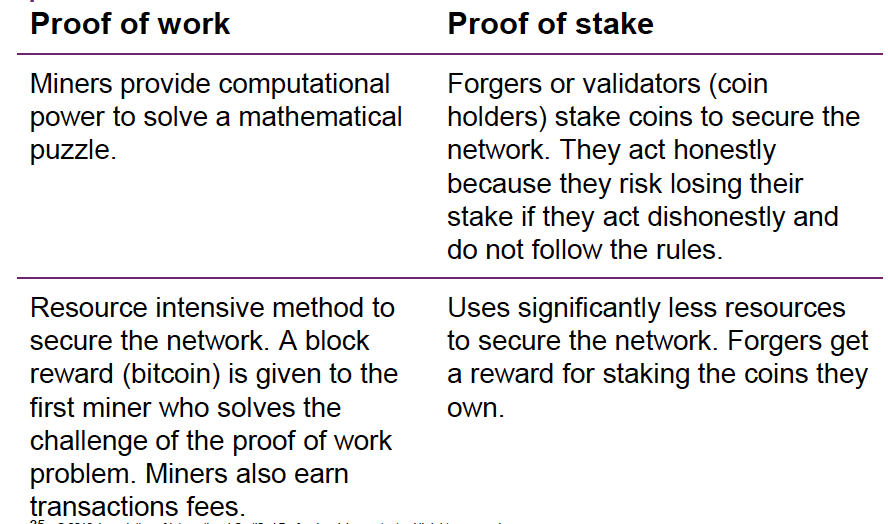 Proof of work
Proof of stake
Miners provide computational
power to solve a mathematical
puzzle.
Forgers or validators (coin
holders) stake coins to secure the
network. They act honestly
because they risk losing their
stake if they act dishonestly and
do not follow the rules.
Resource intensive method to
secure the network. A block
reward (bitcoin) is given to the
first miner who solves the
challenge of the proof of work
problem. Miners also earn
transactions fees.
Uses significantly less resources
to secure the network. Forgers get
a reward for staking the coins they
own.